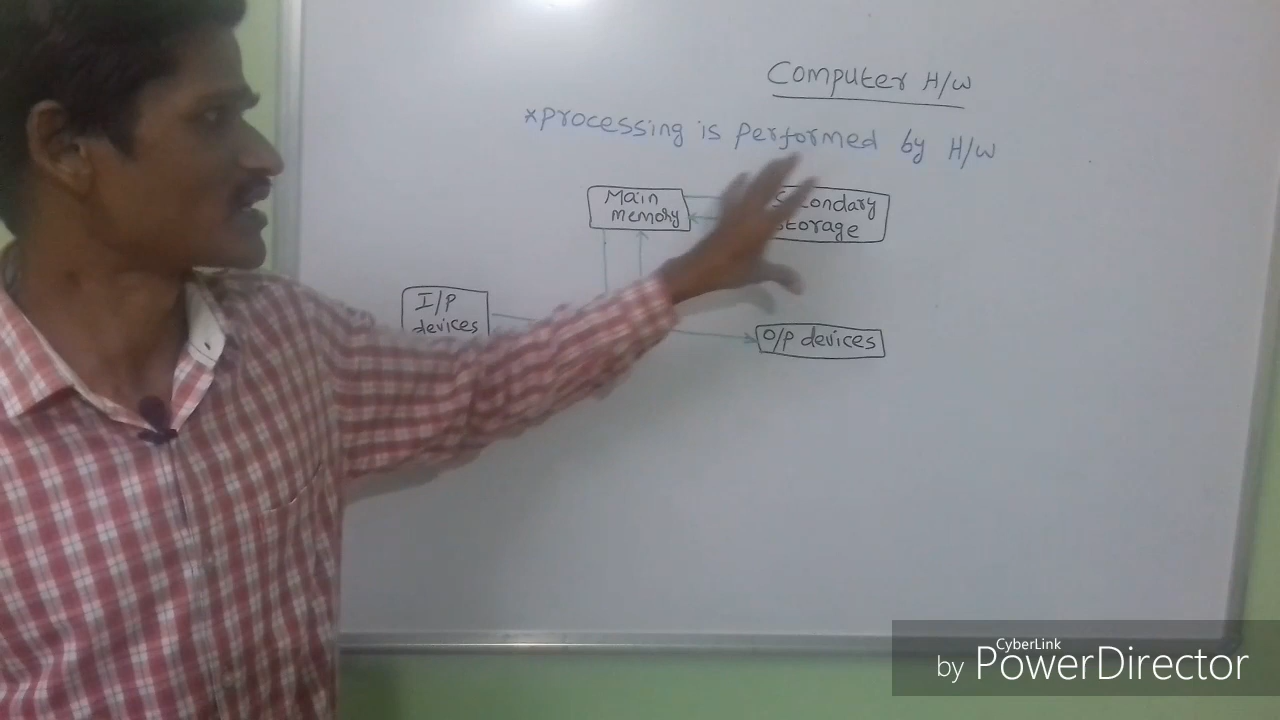 Computer H/W
*processing is performed by H/W
Main
memory
Secondary
storage
I/P
devices
O/P devices
CyberLink
by PowerDirector